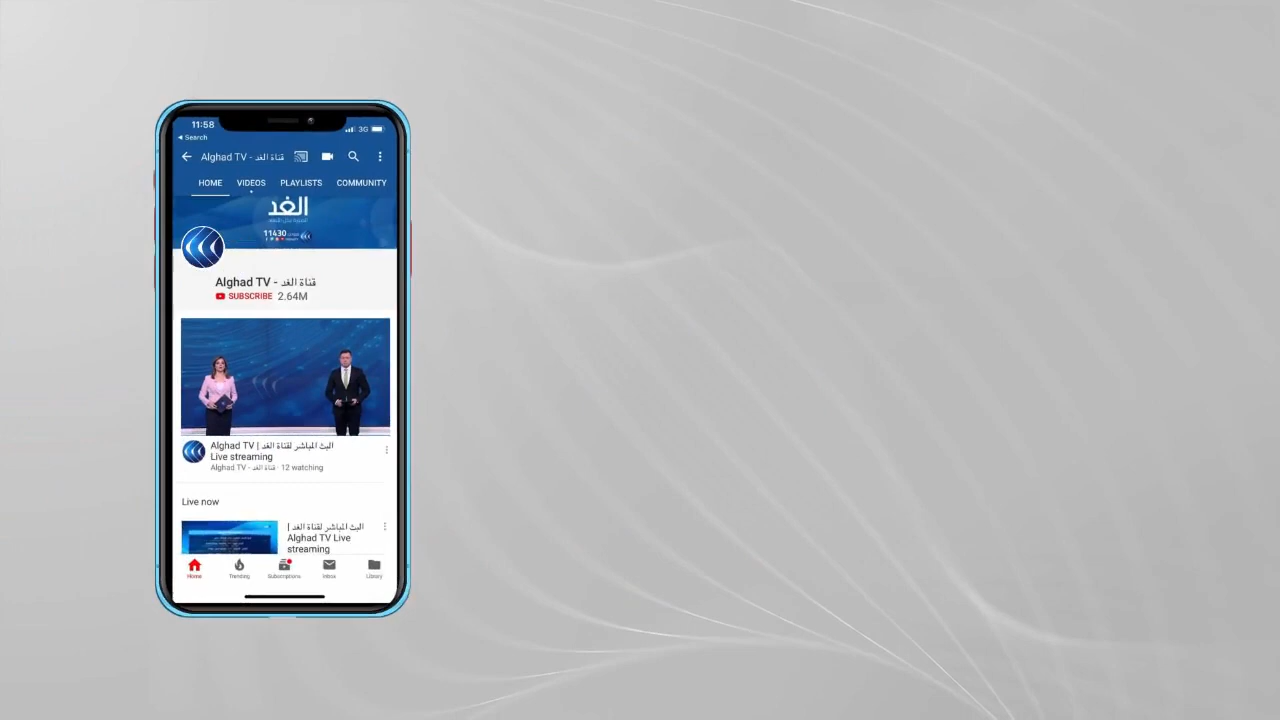 11:58
3G
Search
Alghad TV - قناة الغد
HOME VIDEOS PLAYLISTS COMMUNITY
الغد
11430
Alghad TV - قناة الغد
SUBSCRIBE 2.64M
Alghad TV | البث المباشر لقناة الغد
Live streaming
Alghad TV - قناة الغد · 12 watching
Live now
البث المباشر لقناة الغد |
Alghad TV Live
streaming
Home Trending Subscriptions Inbox Library